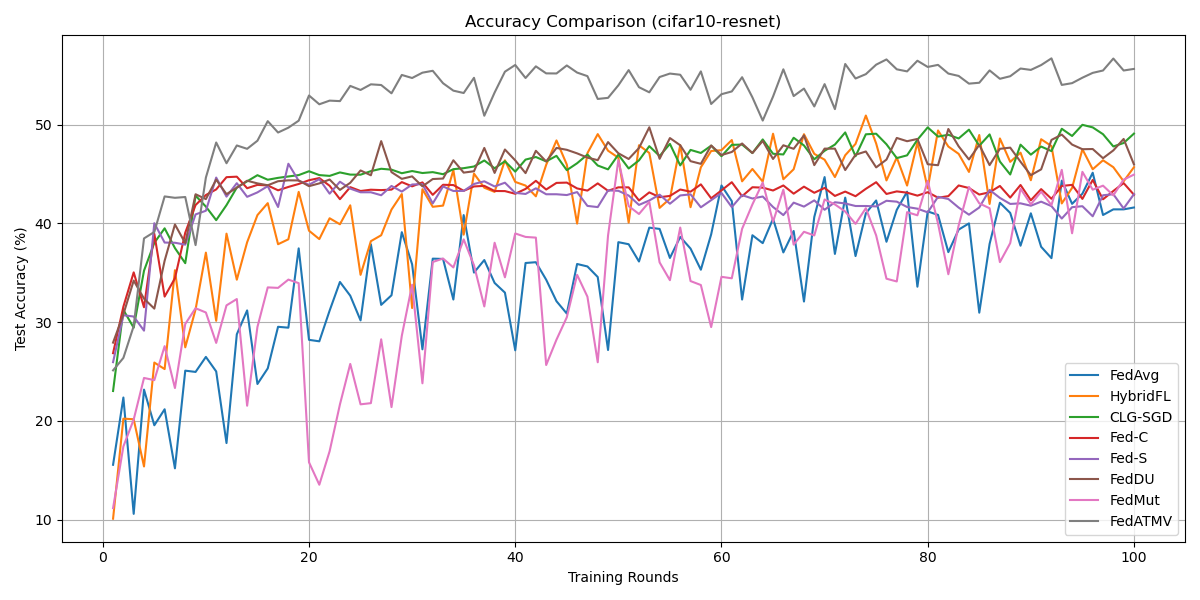 Accuracy Comparison (cifar10-resnet)
Test Accuracy (%)
50
40
30
20
10
0
20
40
60
80
100
Training Rounds
FedAvg
HybridFL
CLG-SGD
Fed-C
Fed-S
FedDU
FedMut
FedATMV